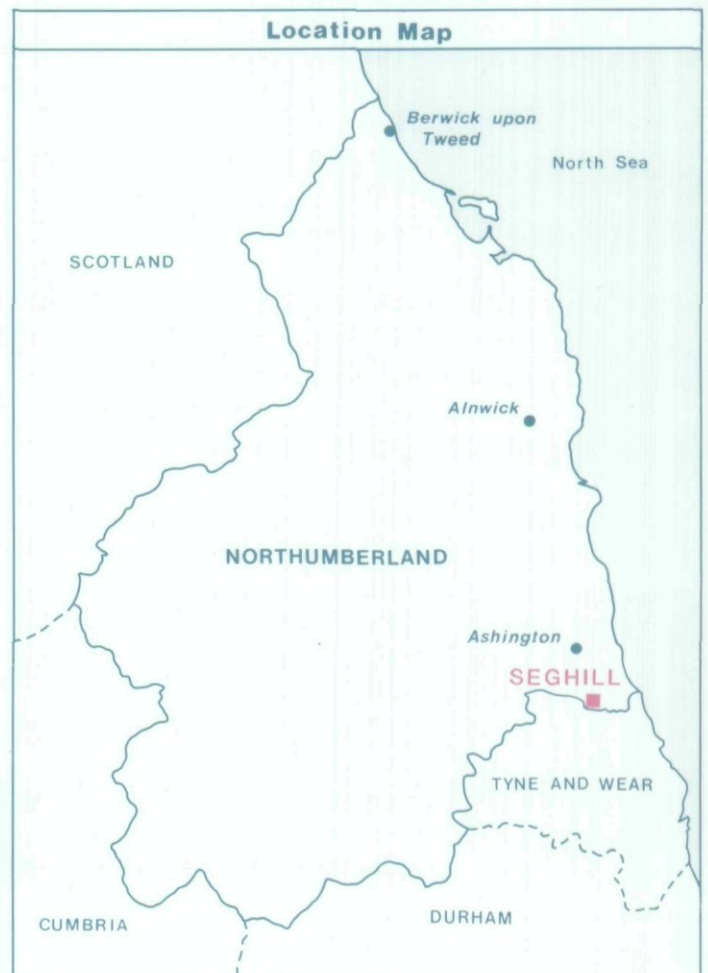 Location Map
Berwick upon
Tweed
North Sea
SCOTLAND
Alnwick
NORTHUMBERLAND
Ashington
SEGHILL
TYNE AND WEAR
CUMBRIA
DURHAM